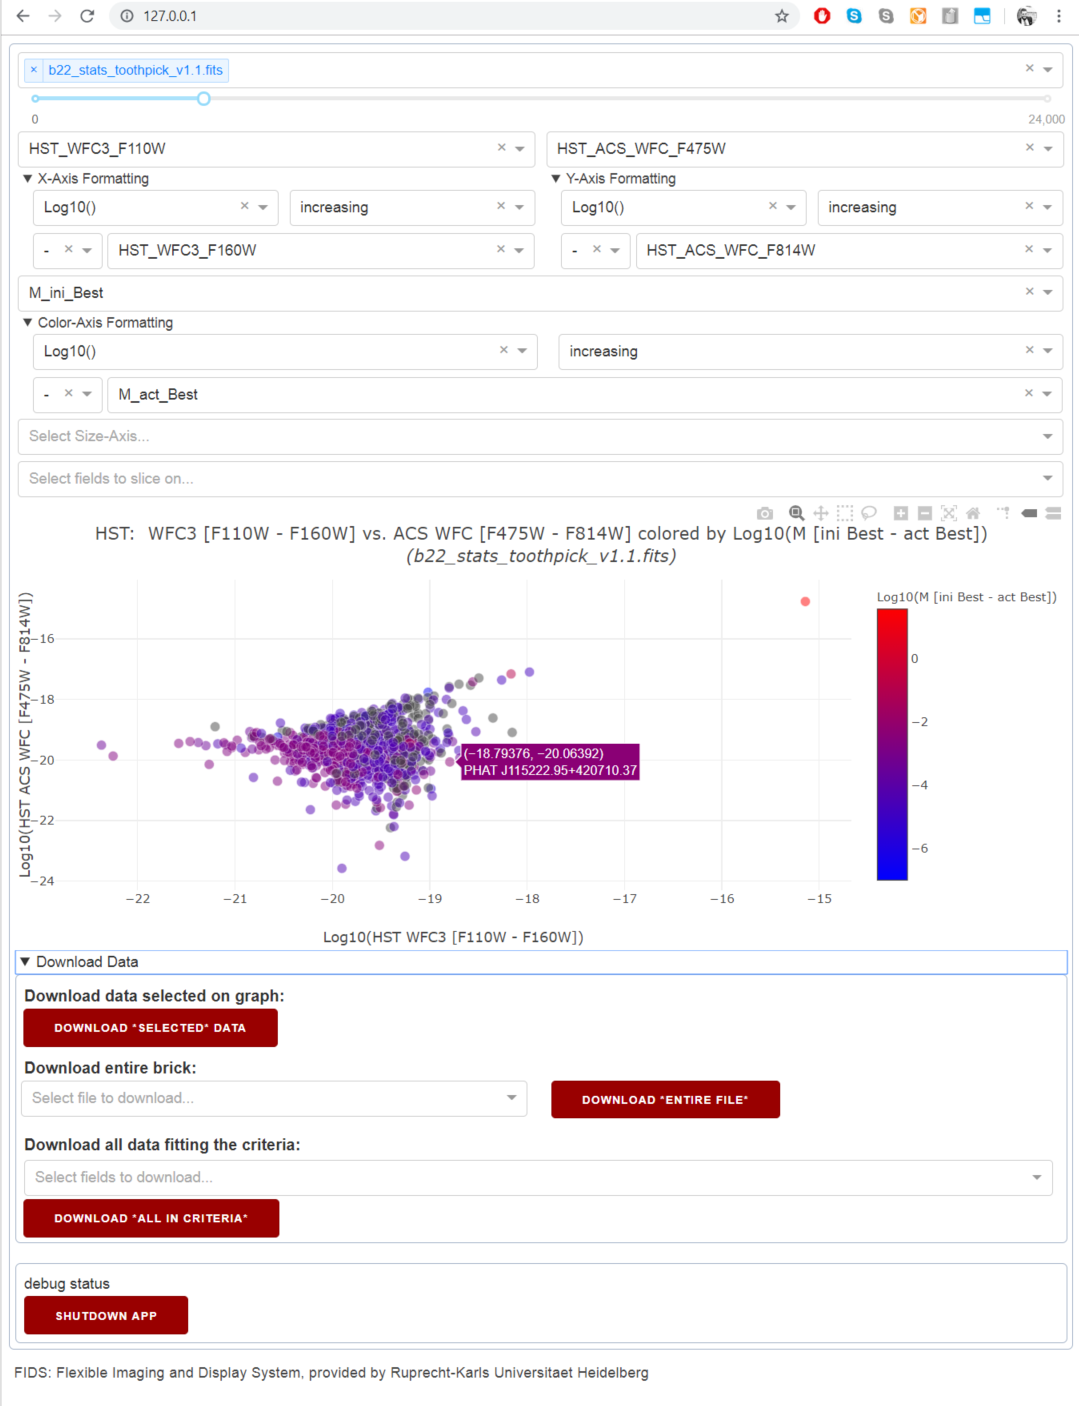 127.0.0.1
× b22_stats_toothpick_v1.1.fits ×
0 24,000
HST_WFC3_F110W × HST_ACS_WFC_F475W ×
▼ X-Axis Formatting ▼ Y-Axis Formatting
Log10() × increasing × Log10() × increasing ×
- × HST_WFC3_F160W × - × HST_ACS_WFC_F814W ×
M_ini_Best ×
▼ Color-Axis Formatting
Log10() × increasing ×
- × M_act_Best ×
Select Size-Axis...
Select fields to slice on...
HST: WFC3 [F110W - F160W] vs. ACS WFC [F475W - F814W] colored by Log10(M [ini Best - act Best])
(b22_stats_toothpick_v1.1.fits)
Log10(HST ACS WFC [F475W - F814W])
−16
−18
−20
−22
−24
(−18.79376, −20.06392)
PHAT J115222.95+420710.37
Log10(M [ini Best - act Best])
0
−2
−4
−6
−22 −21 −20 −19 −18 −17 −16 −15
Log10(HST WFC3 [F110W - F160W])
▼ Download Data
Download data selected on graph:
DOWNLOAD *SELECTED* DATA
Download entire brick:
Select file to download... DOWNLOAD *ENTIRE FILE*
Download all data fitting the criteria:
Select fields to download...
DOWNLOAD *ALL IN CRITERIA*
debug status
SHUTDOWN APP
FIDS: Flexible Imaging and Display System, provided by Ruprecht-Karls Universitaet Heidelberg